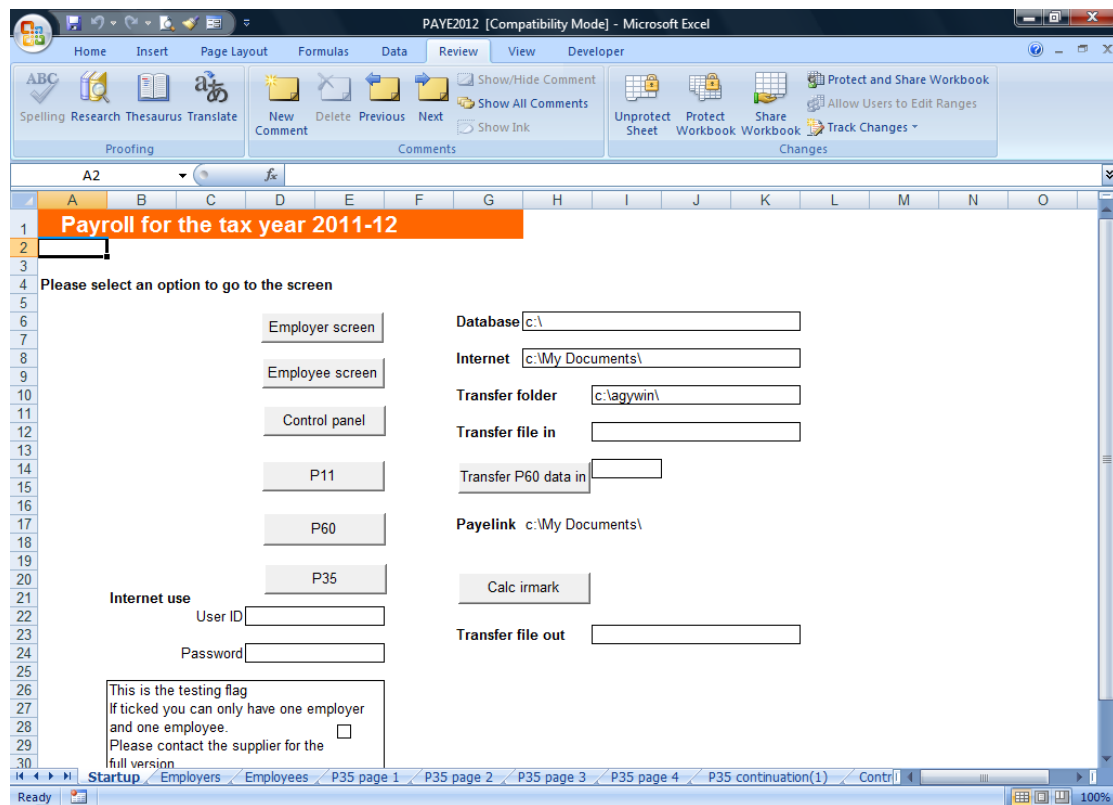 PAYE2012 [Compatibility Mode] - Microsoft Excel
Home Insert Page Layout Formulas Data Review View Developer
ABC
Spelling Research Thesaurus Translate
Proofing
New Comment
Delete Previous Next
Show/Hide Comment
Show All Comments
Show Ink
Comments
Unprotect Sheet
Protect Workbook
Share Workbook
Protect and Share Workbook
Allow Users to Edit Ranges
Track Changes
Changes
A2 fx
A B C D E F G H I J K L M N O
1 Payroll for the tax year 2011-12
2
3
4 Please select an option to go to the screen
5
6 Employer screen Database c:\
7
8 Employee screen Internet c:\My Documents\
9
10 Transfer folder c:\agywin\
11 Control panel
12 Transfer file in
13
14 P11 Transfer P60 data in
15
16
17 P60 Payelink c:\My Documents\
18
19
20 P35 Calc irmark
21 Internet use
22 User ID
23 Transfer file out
24 Password
25
26 This is the testing flag
27 If ticked you can only have one employer
28 and one employee.
29 Please contact the supplier for the
30 full version
Startup Employers Employees P35 page 1 P35 page 2 P35 page 3 P35 page 4 P35 continuation(1) Contr
Ready 100%